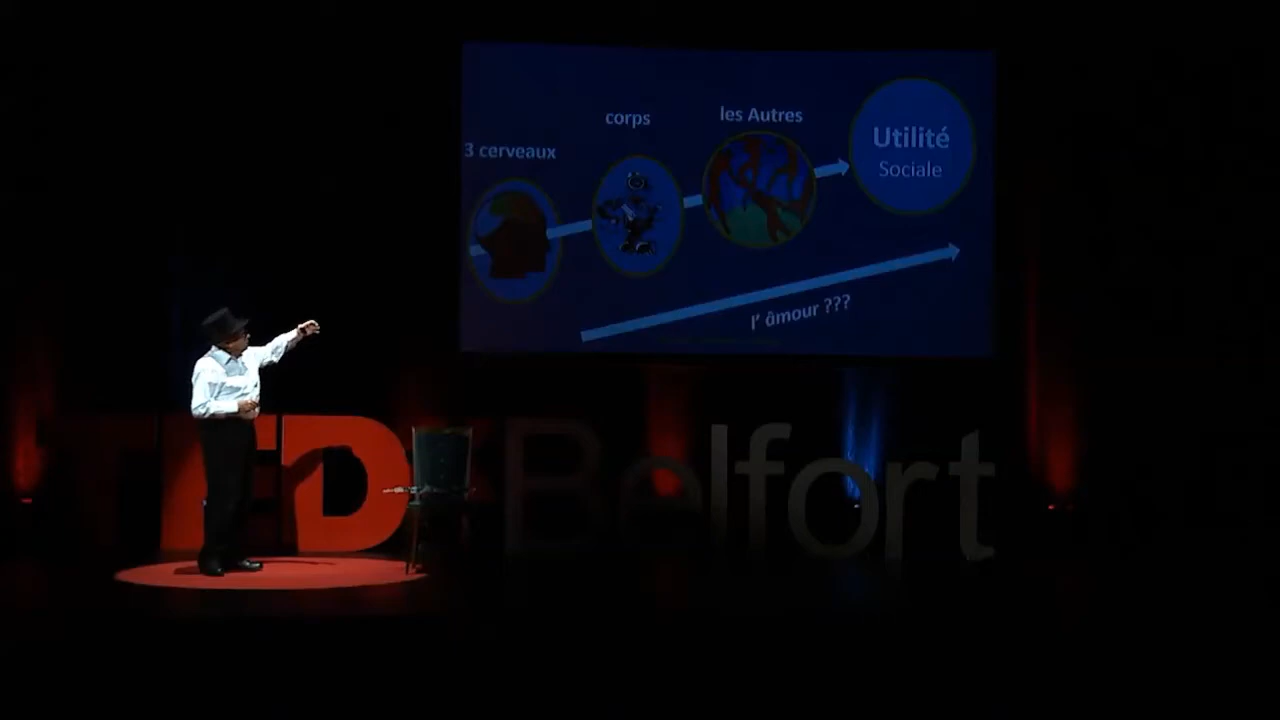 3 cerveaux
corps
les Autres
Utilité
Sociale
l' âmour ???
TEDxBelfort